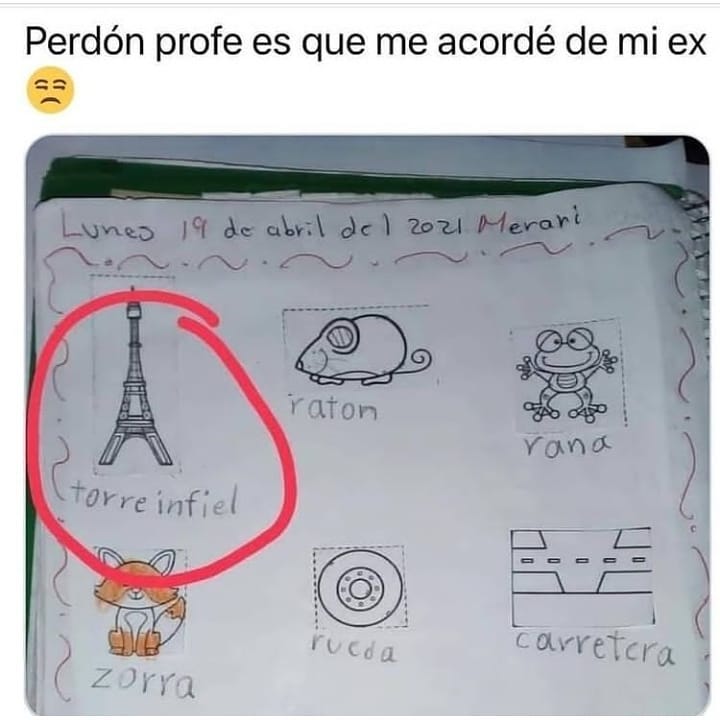 Perdón profe es que me acordé de mi ex
Lunes 19 de abril del 2021 Merari
raton
rana
torre infiel
rueda
carretera
zorra